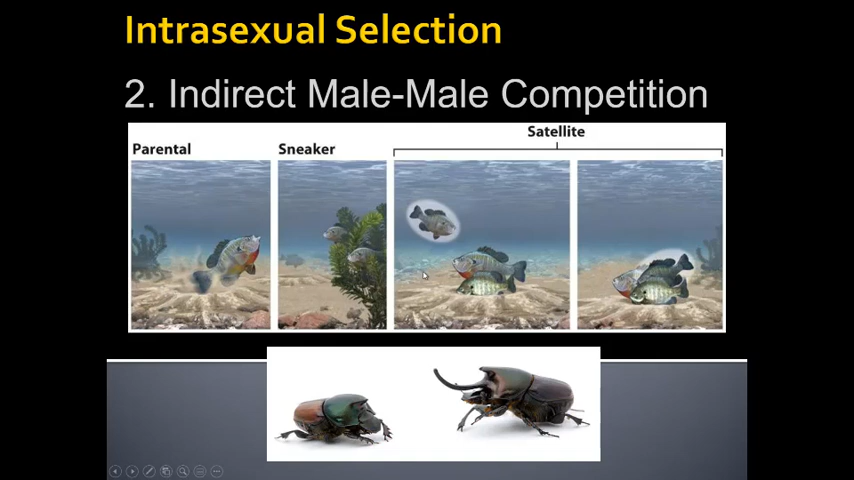 Intrasexual Selection
2. Indirect Male-Male Competition
Satellite
Parental
Sneaker